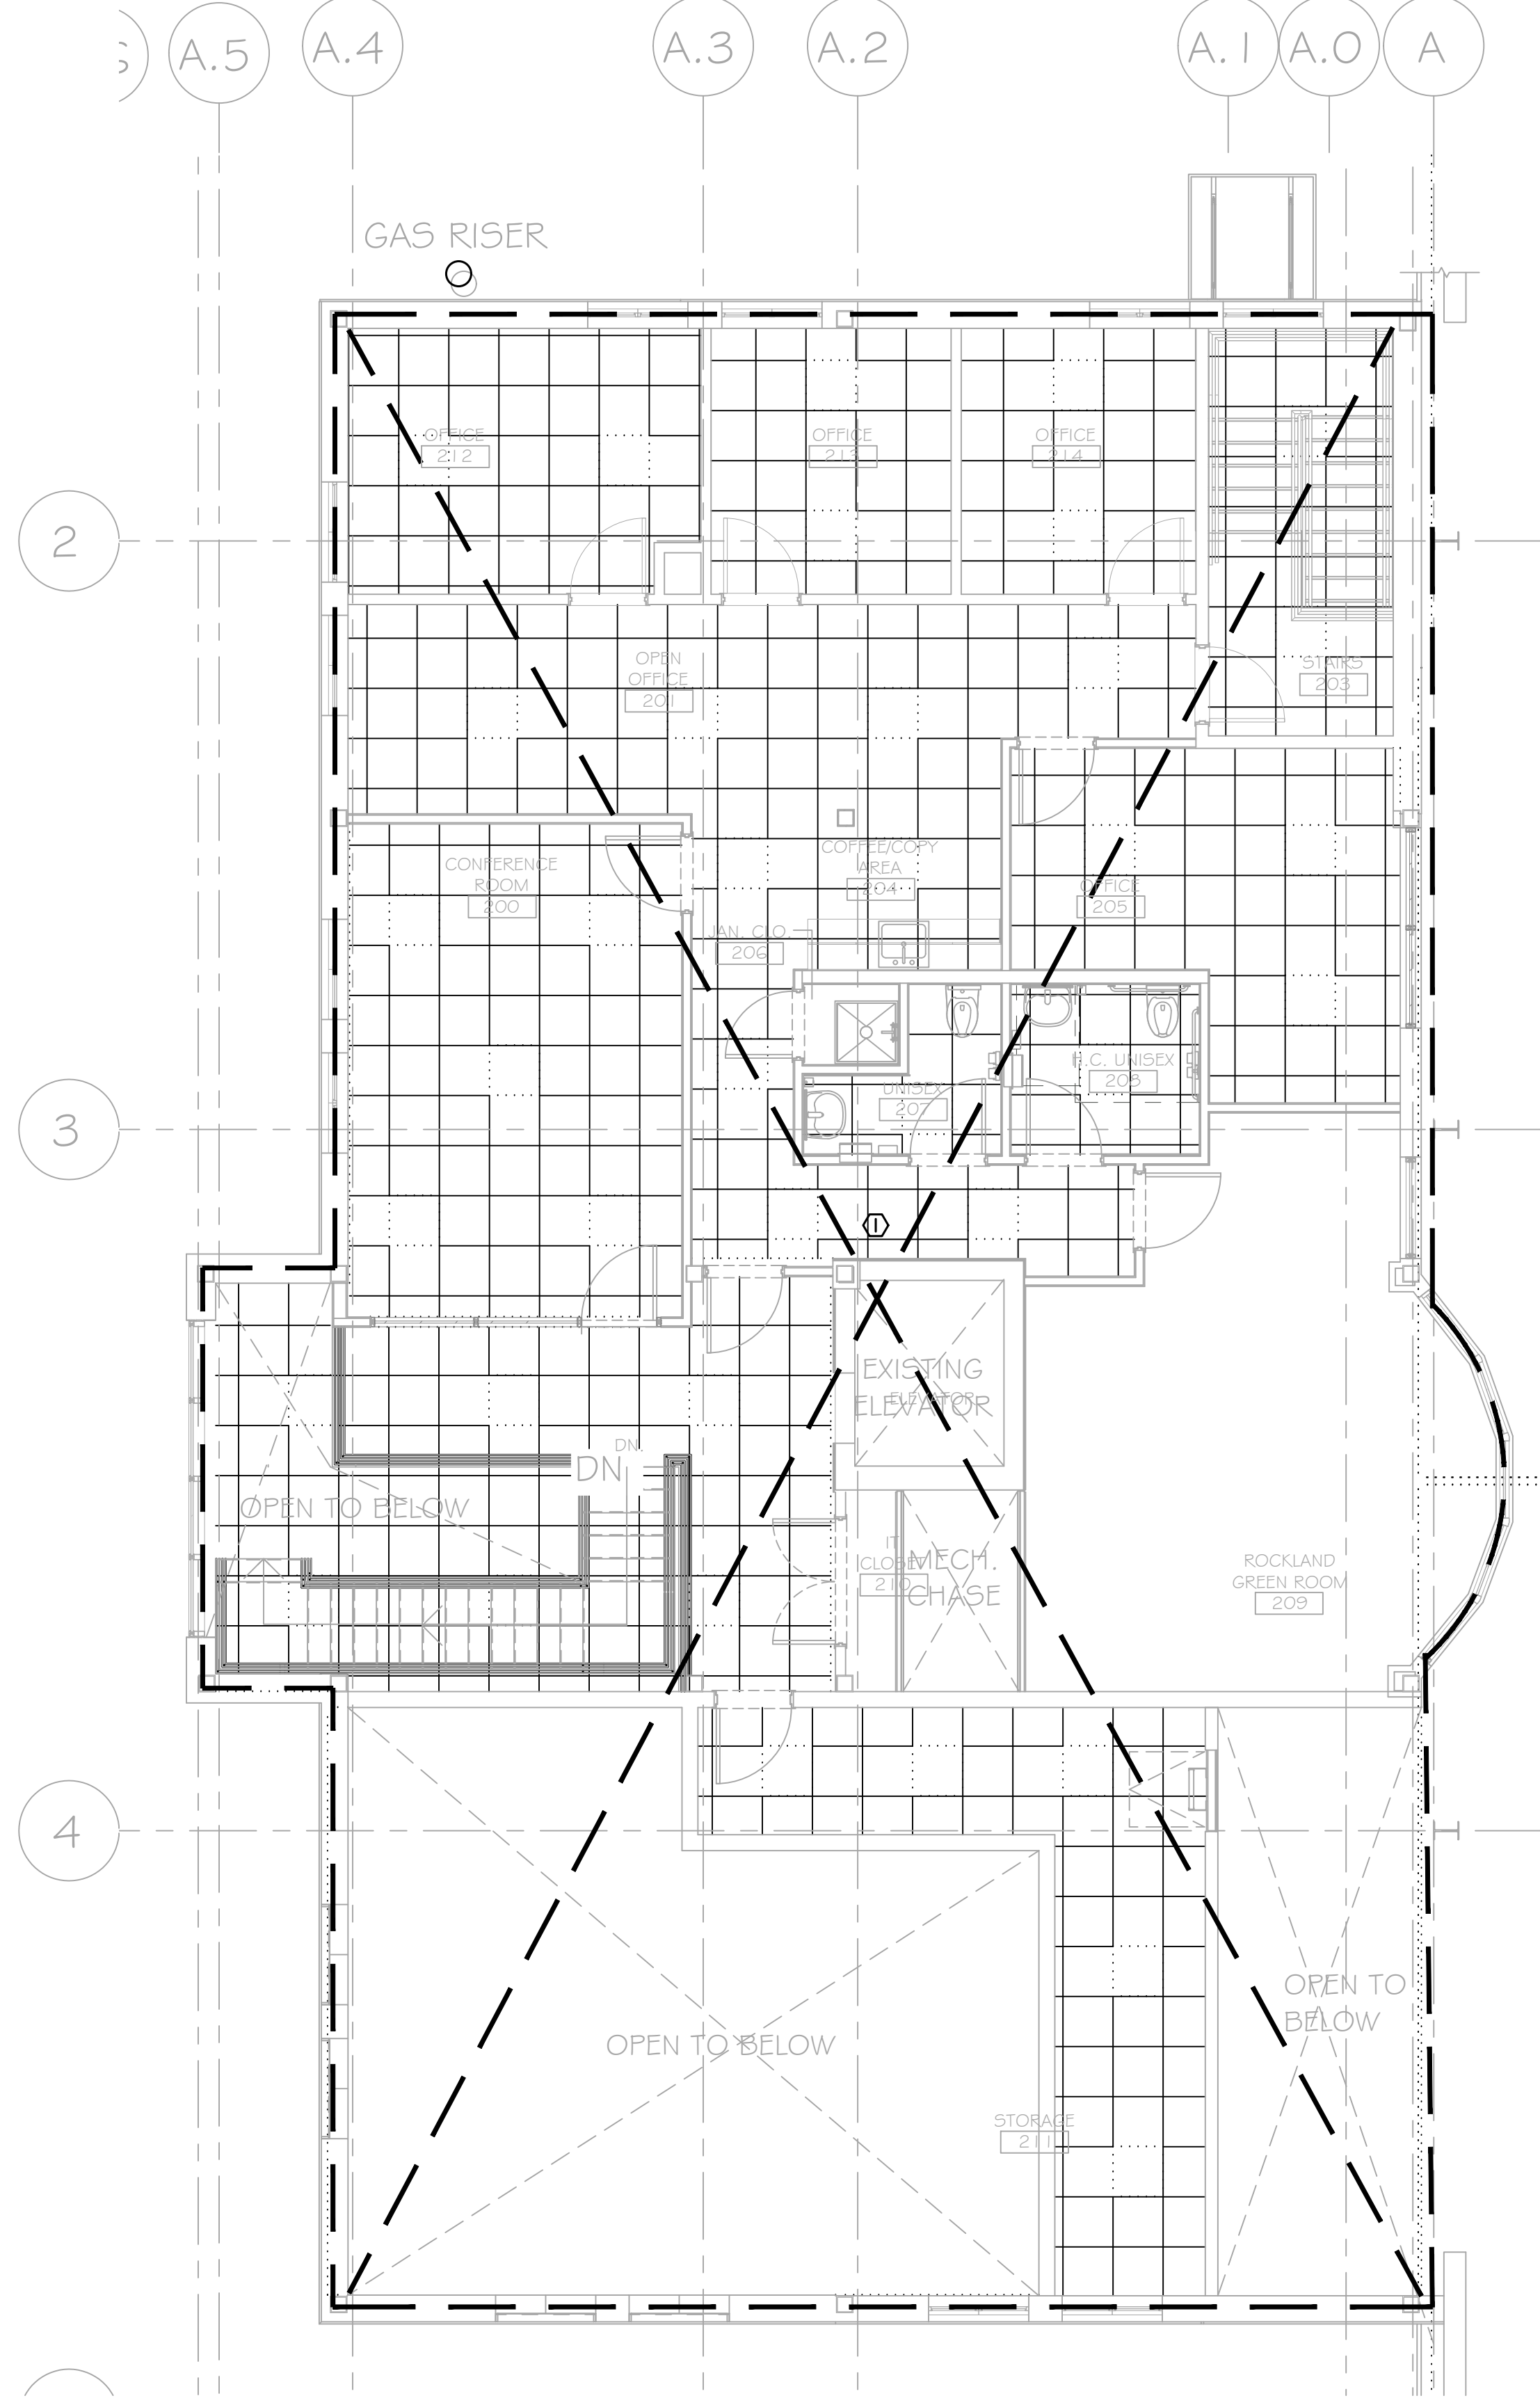 S
A.5
A.4
A.3
A.2
A.1
A.0
A
GAS RISER
2
OFFICE
212
OFFICE
213
OFFICE
214
OPEN
OFFICE
201
STAIRS
203
CONFERENCE
ROOM
200
COFFEE/COPY
AREA
204
OFFICE
205
JAN. CLO.
206
3
UNISEX
207
H.C. UNISEX
208
1
EXISTING
ELEVATOR
ELEVATOR
DN.
DN
OPEN TO BELOW
IT
CLOSET
210
MECH.
CHASE
ROCKLAND
GREEN ROOM
209
4
OPEN TO
BELOW
OPEN TO BELOW
STORAGE
211